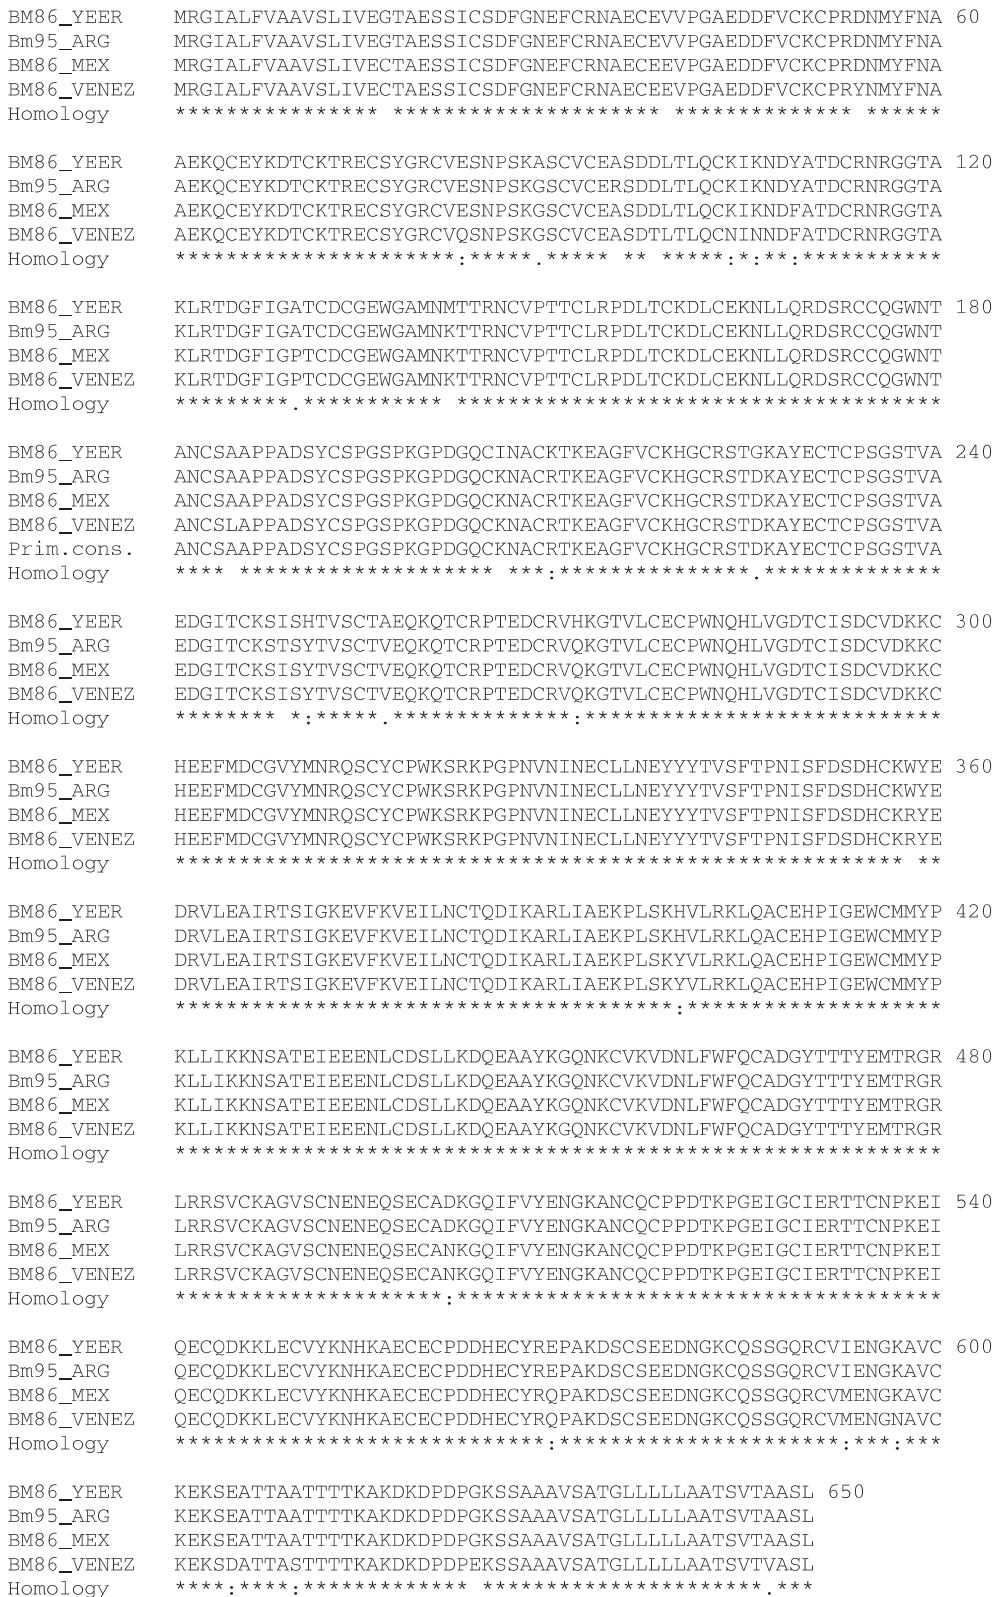 BM86_YEER MRGIALFVAAVSLIVEGTAESSICSDFGNEFCRNAECEVVPGAEDDFVCKCPRDNMYFNA 60
Bm95_ARG MRGIALFVAAVSLIVEGTAESSICSDFGNEFCRNAECEVVPGAEDDFVCKCPRDNMYFNA
BM86_MEX MRGIALFVAAVSLIVECTAESSICSDFGNEFCRNAECEEVPGAEDDFVCKCPRDNMYFNA
BM86_VENEZ MRGIALFVAAVSLIVECTAESSICSDFGNEFCRNAECEEVPGAEDDFVCKCPRYNMYFNA
Homology **************** ********************** ************** *******
BM86_YEER AEKQCEYKDTCKTRECSYGRCVESNPSKASCVCEASDDLTLQCKIKNDYATDCRNRGGTA 120
Bm95_ARG AEKQCEYKDTCKTRECSYGRCVESNPSKGSCVCERSDDLTLQCKIKNDYATDCRNRGGTA
BM86_MEX AEKQCEYKDTCKTRECSYGRCVESNPSKGSCVCEASDDLTLQCKIKNDFATDCRNRGGTA
BM86_VENEZ AEKQCEYKDTCKTRECSYGRCVQSNPSKGSCVCEASDTLTLQCNINNDFATDCRNRGGTA
Homology **********************:*****.***** ** *****:*:**:***********
BM86_YEER KLRTDGFIGATCDCGEWGAMNMTTRNCVPTTCLRPDLTCKDLCEKNLLQRDSRCCQGWNT 180
Bm95_ARG KLRTDGFIGATCDCGEWGAMNKTTRNCVPTTCLRPDLTCKDLCEKNLLQRDSRCCQGWNT
BM86_MEX KLRTDGFIGPTCDCGEWGAMNKTTRNCVPTTCLRPDLTCKDLCEKNLLQRDSRCCQGWNT
BM86_VENEZ KLRTDGFIGPTCDCGEWGAMNKTTRNCVPTTCLRPDLTCKDLCEKNLLQRDSRCCQGWNT
Homology *********.*********** **************************************
BM86_YEER ANCSAAPPADSYCSPGSPKGPDGQCINACKTKEAGFVCKHGCRSTGKAYECTCPSGSTVA 240
Bm95_ARG ANCSAAPPADSYCSPGSPKGPDGQCKNACRTKEAGFVCKHGCRSTDKAYECTCPSGSTVA
BM86_MEX ANCSAAPPADSYCSPGSPKGPDGQCKNACRTKEAGFVCKHGCRSTDKAYECTCPSGSTVA
BM86_VENEZ ANCSLAPPADSYCSPGSPKGPDGQCKNACRTKEAGFVCKHGCRSTDKAYECTCPSGSTVA
Prim.cons. ANCSAAPPADSYCSPGSPKGPDGQCKNACRTKEAGFVCKHGCRSTDKAYECTCPSGSTVA
Homology **** ******************** ***:***************.**************
BM86_YEER EDGITCKSISHTVSCTAEQKQTCRPTEDCRVHKGTVLCECPWNQHLVGDTCISDCVDKKC 300
Bm95_ARG EDGITCKSTSYTVSCTVEQKQTCRPTEDCRVQKGTVLCECPWNQHLVGDTCISDCVDKKC
BM86_MEX EDGITCKSISYTVSCTVEQKQTCRPTEDCRVQKGTVLCECPWNQHLVGDTCISDCVDKKC
BM86_VENEZ EDGITCKSISYTVSCTVEQKQTCRPTEDCRVQKGTVLCECPWNQHLVGDTCISDCVDKKC
Homology ******** *:*****.**************:****************************
BM86_YEER HEEFMDCGVYMNRQSCYCPWKSRKPGPNVNINECLLNEYYYTVSFTPNISFDSDHCKWYE 360
Bm95_ARG HEEFMDCGVYMNRQSCYCPWKSRKPGPNVNINECLLNEYYYTVSFTPNISFDSDHCKWYE
BM86_MEX HEEFMDCGVYMNRQSCYCPWKSRKPGPNVNINECLLNEYYYTVSFTPNISFDSDHCKWYE
BM86_VENEZ HEEFMDCGVYMNRQSCYCPWKSRKPGPNVNINECLLNEYYYTVSFTPNISFDSDHCKRYE
Homology ********************************************************* **
BM86_YEER DRVLEAIRTSIGKEVFKVEILNCTQDIKARLIAEKPLSKHVLRKLQACEHPIGEWCMMYP 420
Bm95_ARG DRVLEAIRTSIGKEVFKVEILNCTQDIKARLIAEKPLSKHVLRKLQACEHPIGEWCMMYP
BM86_MEX DRVLEAIRTSIGKEVFKVEILNCTQDIKARLIAEKPLSKYVLRKLQACEHPIGEWCMMYP
BM86_VENEZ DRVLEAIRTSIGKEVFKVEILNCTQDIKARLIAEKPLSKYVLRKLQACEHPIGEWCMMYP
Homology ***************************************:********************
BM86_YEER KLLIKKNSATEIEEENLCDSLLKDQEAAYKGQNKCVKVDNLFWFQCADGYTTTYEMTRGR 480
Bm95_ARG KLLIKKNSATEIEEENLCDSLLKDQEAAYKGQNKCVKVDNLFWFQCADGYTTTYEMTRGR
BM86_MEX KLLIKKNSATEIEEENLCDSLLKDQEAAYKGQNKCVKVDNLFWFQCADGYTTTYEMTRGR
BM86_VENEZ KLLIKKNSATEIEEENLCDSLLKDQEAAYKGQNKCVKVDNLFWFQCADGYTTTYEMTRGR
Homology ************************************************************
BM86_YEER LRRSVCKAGVSCNENEQSECADKGQIFVYENGKANCQCPPDTKPGEIGCIERTTCNPKEI 540
Bm95_ARG LRRSVCKAGVSCNENEQSECADKGQIFVYENGKANCQCPPDTKPGEIGCIERTTCNPKEI
BM86_MEX LRRSVCKAGVSCNENEQSECANKGQIFVYENGKANCQCPPDTKPGEIGCIERTTCNPKEI
BM86_VENEZ LRRSVCKAGVSCNENEQSECANKGQIFVYENGKANCQCPPDTKPGEIGCIERTTCNPKEI
Homology *********************:**************************************
BM86_YEER QECQDKKLECVYKNHKAECECPDDHECYREPAKDSCSEEDNGKCQSSGQRCVIENGKAVC 600
Bm95_ARG QECQDKKLECVYKNHKAECECPDDHECYREPAKDSCSEEDNGKCQSSGQRCVIENGKAVC
BM86_MEX QECQDKKLECVYKNHKAECECPDDHECYRQPAKDSCSEEDNGKCQSSGQRCVMENGKAVC
BM86_VENEZ QECQDKKLECVYKNHKAECECPDDHECYRQPAKDSCSEEDNGKCQSSGQRCVMENGNAVC
Homology *****************************:**********************:***:***
BM86_YEER KEKSEATTAATTTTKAKDKDPDPGKSSAAAVSATGLLLLLAATSVTAASL 650
Bm95_ARG KEKSEATTAATTTTKAKDKDPDPGKSSAAAVSATGLLLLLAATSVTAASL
BM86_MEX KEKSEATTAATTTTKAKDKDPDPGKSSAAAVSATGLLLLLAATSVTAASL
BM86_VENEZ KEKSDATTASTTTTKAKDKDPDPEKSSAAAVSATGLLLLLAATSVTVASL
Homology ****:****:************* **********************.***